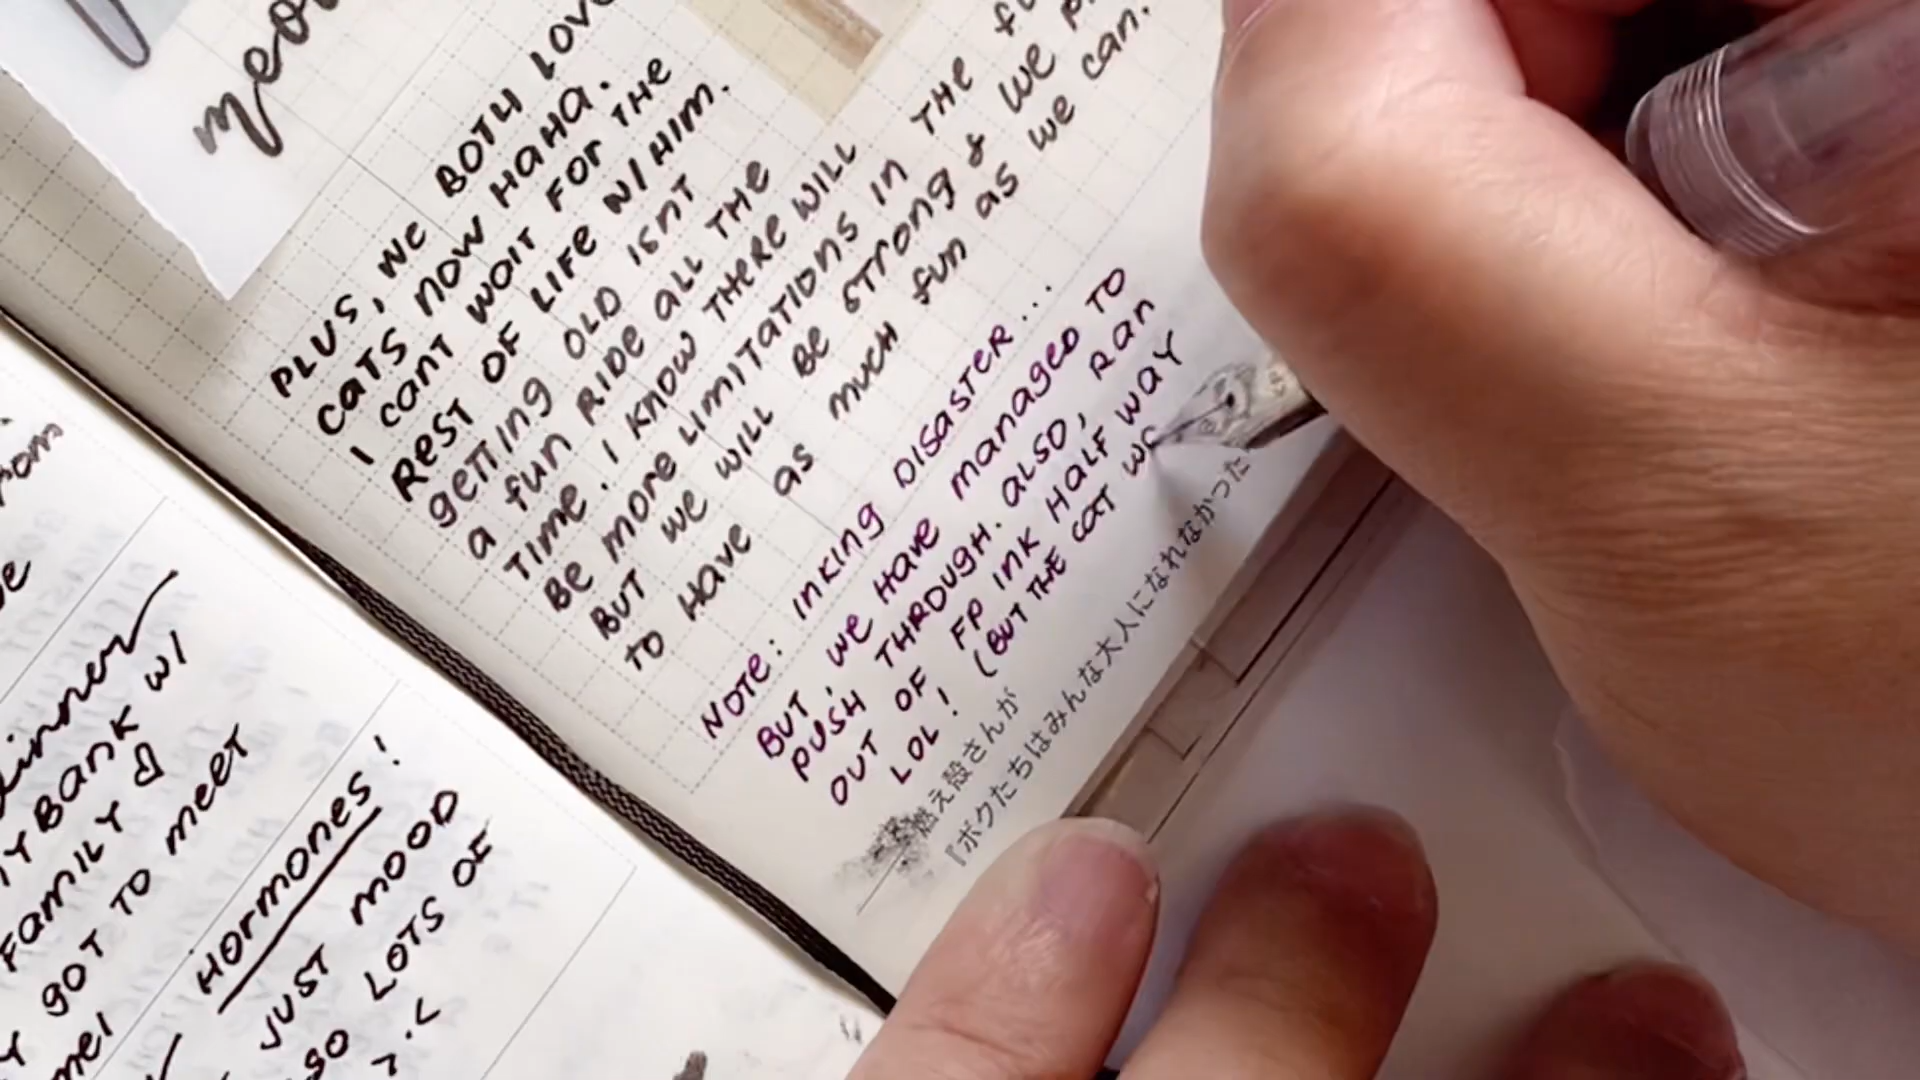 PLUS, WE BOTH
CATS NOW HAHA.
I CANT WAIT FOR THE
REST OF LIFE W/ HIM.
GETTING OLD ISNT
A FUN RIDE ALL THE
TIME. I KNOW THERE WILL
BE MORE LIMITATIONS IN THE
BUT WE WILL BE STRONG & WE
TO HAVE AS MUCH FUN AS WE CAN.
NOTE: INKING DISASTER...
BUT, WE HAVE MANAGED TO
PUSH THROUGH. ALSO, RAN
OUT OF FP INK HALF WAY
LOL! (BUT THE CAT
燃え殻さんが
『ボクたちはみんな大人になれなかった
BANK W/
FAMILY
GOT TO MEET
HORMONES!
JUST MOOD
SO LOTS OF